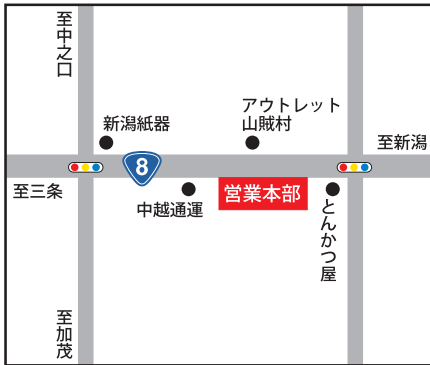 至中之口
新潟紙器
アウトレット
山賊村
至新潟
8
至三条
中越通運
営業本部
とんかつ屋
至加茂